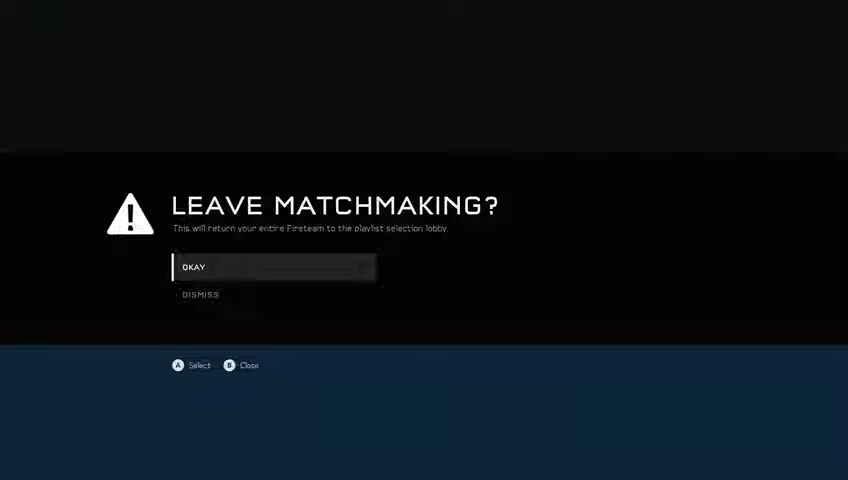 LEAVE MATCHMAKING?
This will return your entire Fireteam to the playlist selection lobby.
OKAY
DISMISS
A Select B Close